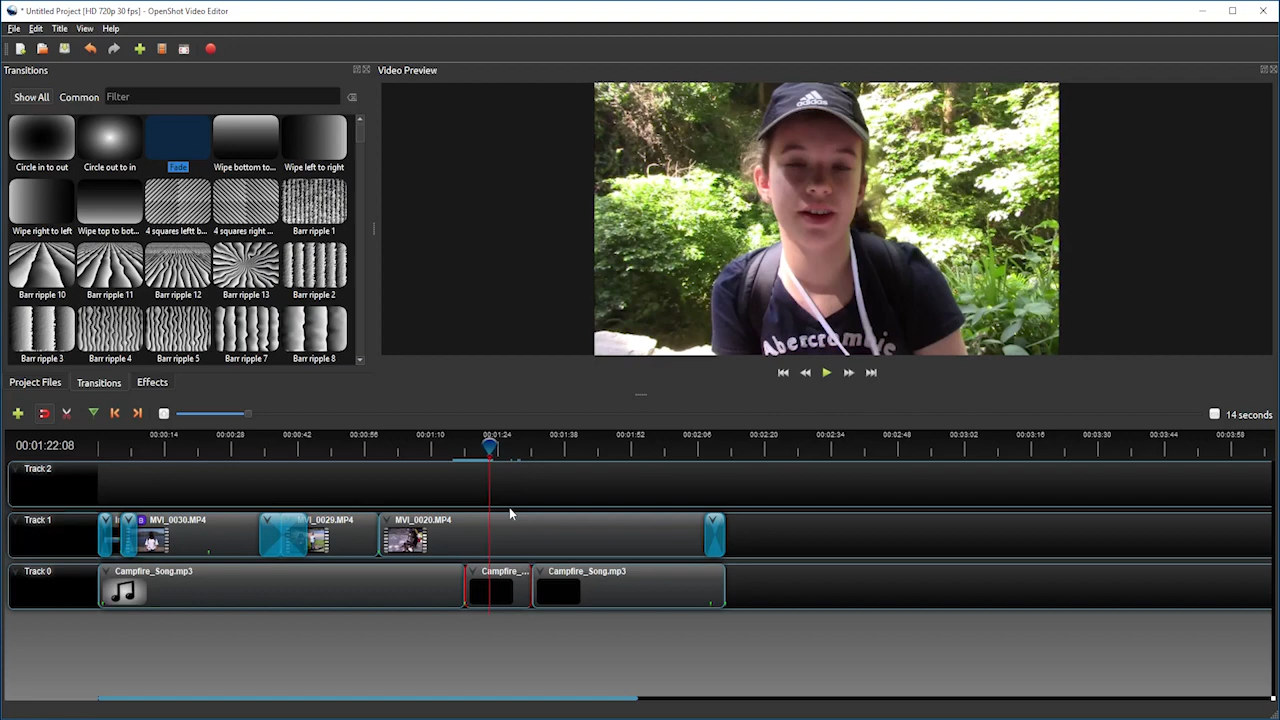 * Untitled Project [HD 720p 30 fps] - OpenShot Video Editor
File Edit Title View Help
Transitions
Video Preview
Show All Common Filter
adidas
Circle in to out Circle out to in Fade Wipe bottom to... Wipe left to right
Wipe right to left Wipe top to bot... 4 squares left b... 4 squares right ... Barr ripple 1
Barr ripple 10 Barr ripple 11 Barr ripple 12 Barr ripple 13 Barr ripple 2
Barr ripple 3 Barr ripple 4 Barr ripple 5 Barr ripple 7 Barr ripple 8
Abercrombie
Project Files Transitions Effects
14 seconds
00:01:22:08
00:00:14 00:00:28 00:00:42 00:00:56 00:01:10 00:01:24 00:01:38 00:01:52 00:02:06 00:02:20 00:02:34 00:02:48 00:03:02 00:03:16 00:03:30 00:03:44 00:03:58
Track 2
Track 1
B MVI_0030.MP4
MVI_0029.MP4
MVI_0020.MP4
Track 0
Campfire_Song.mp3
Campfire_...
Campfire_Song.mp3